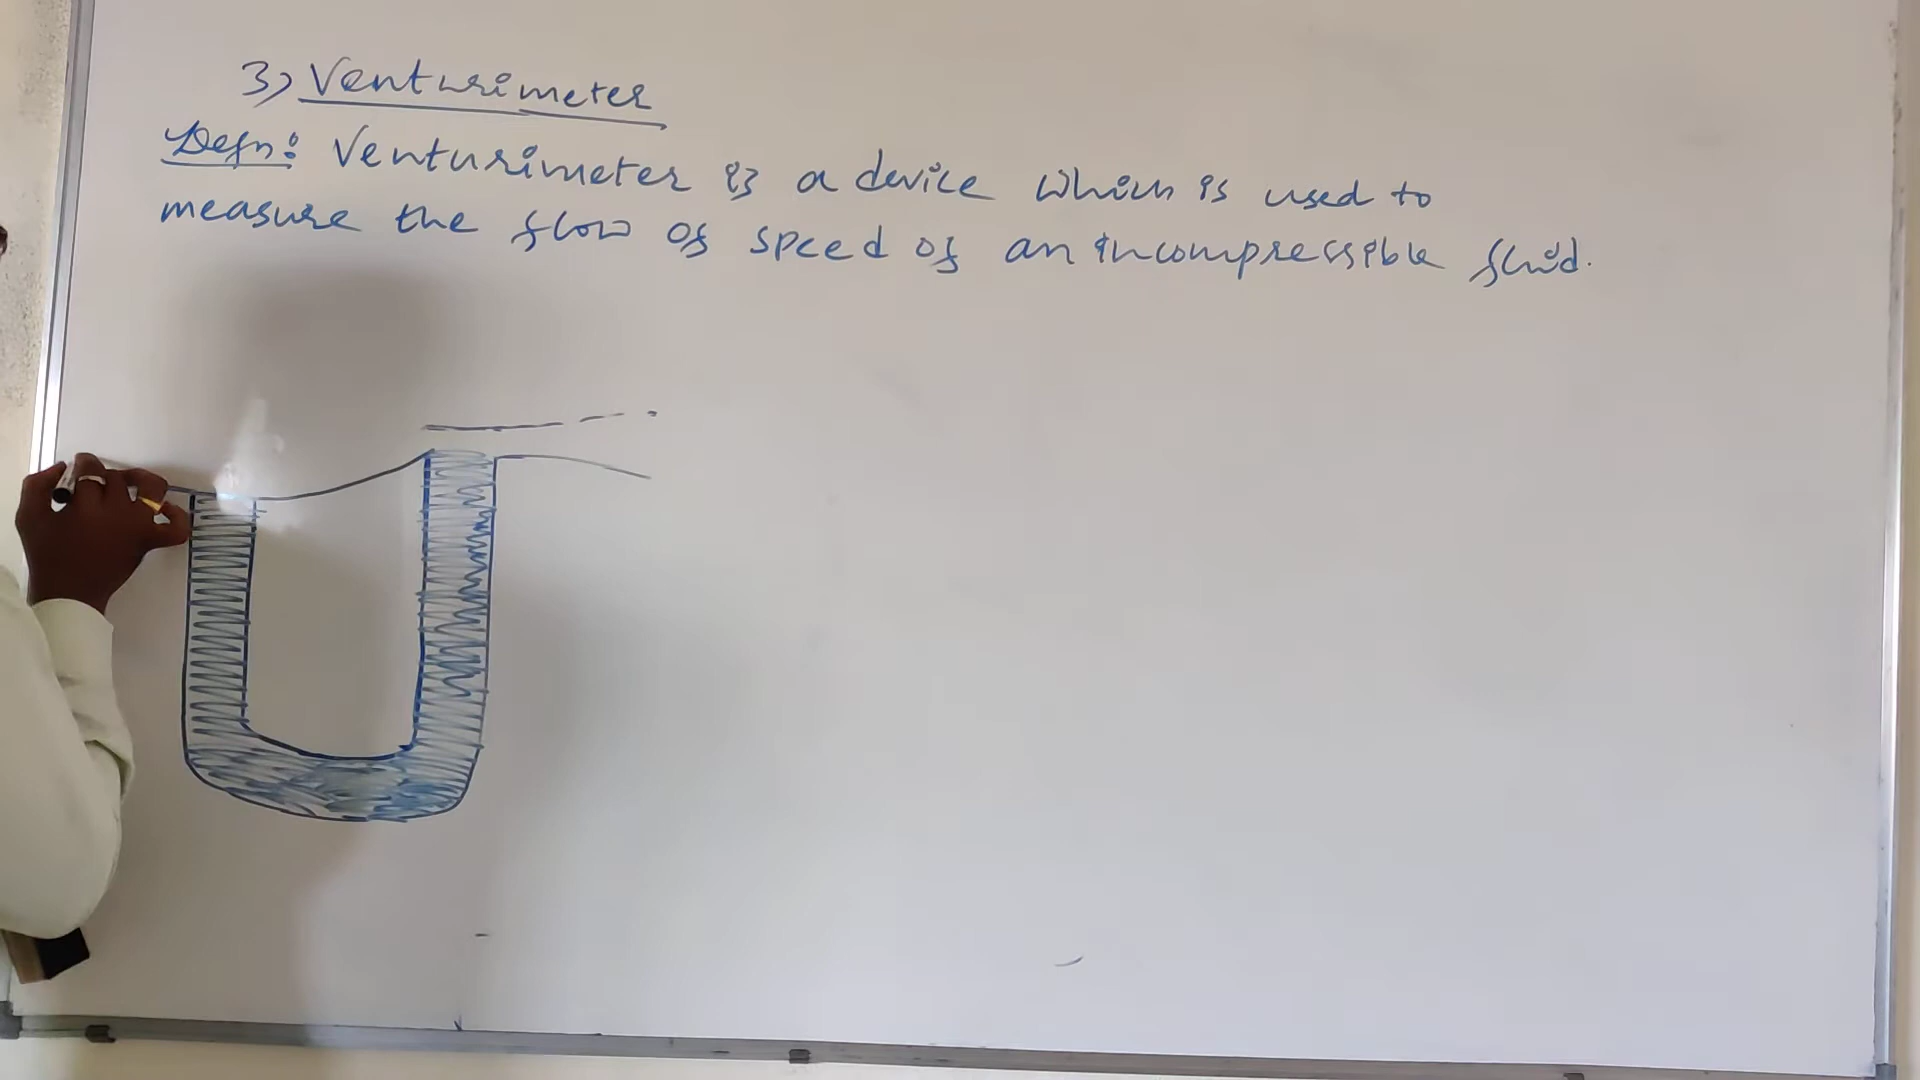 3) Venturimeter
Defn: Venturimeter is a device which is used to
measure the flow of speed of an incompressible fluid.